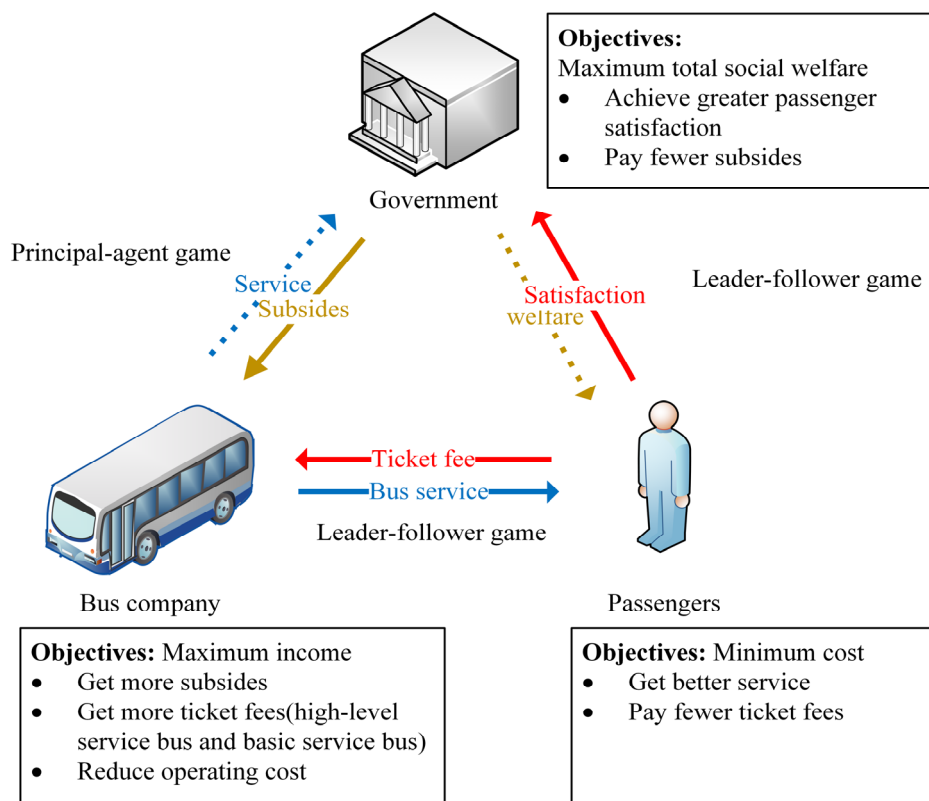 Objectives:
Maximum total social welfare
• Achieve greater passenger
satisfaction
• Pay fewer subsides
Government
Principal-agent game
Service
Subsides
Satisfaction
welfare
Leader-follower game
Ticket fee
Bus service
Leader-follower game
Bus company
Passengers
Objectives: Maximum income
• Get more subsides
• Get more ticket fees(high-level
service bus and basic service bus)
• Reduce operating cost
Objectives: Minimum cost
• Get better service
• Pay fewer ticket fees